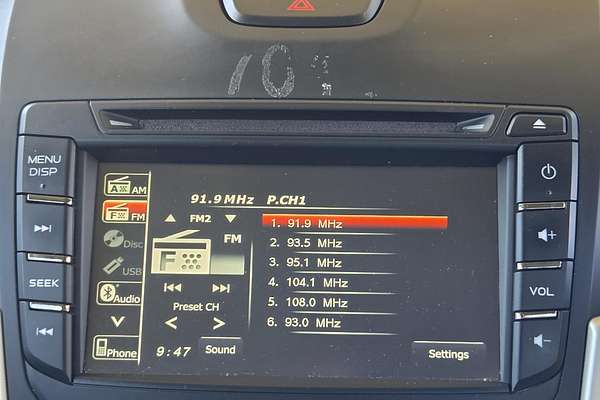 10
MENU
DISP
SEEK
VOL
A AM
F FM
Disc
USB
Audio
Phone
91.9 MHz P.CH1
FM2
FM
F
Preset CH
9:47 Sound
1. 91.9 MHz
2. 93.5 MHz
3. 95.1 MHz
4. 104.1 MHz
5. 108.0 MHz
6. 93.0 MHz
Settings